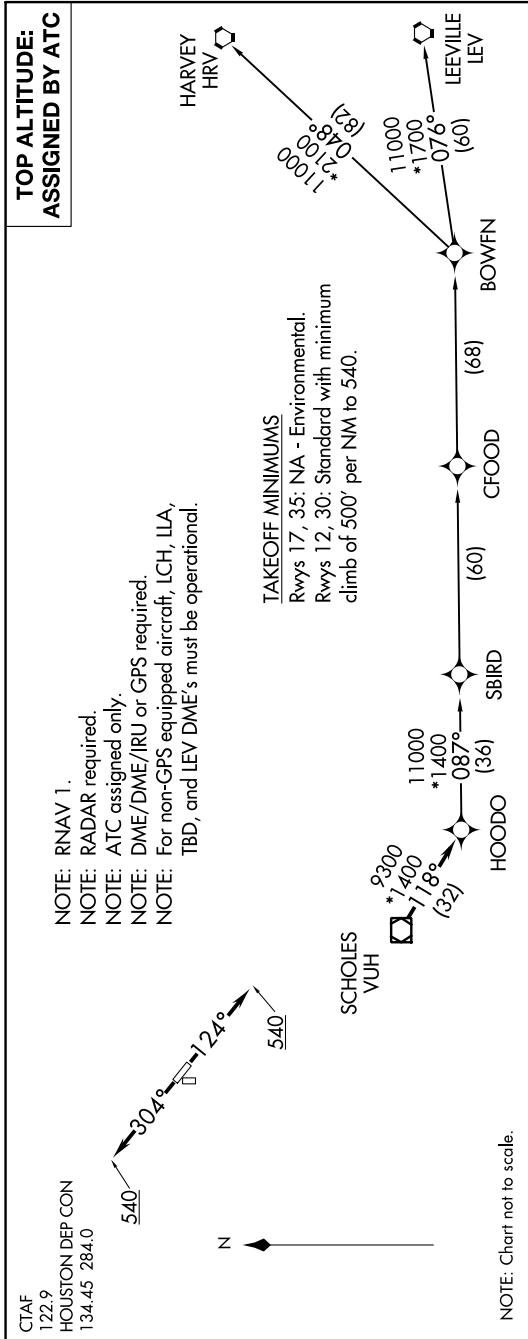 TOP ALTITUDE:
ASSIGNED BY ATC
CTAF
122.9
HOUSTON DEP CON
134.45 284.0
NOTE: RNAV 1.
NOTE: RADAR required.
NOTE: ATC assigned only.
NOTE: DME/DME/IRU or GPS required.
NOTE: For non-GPS equipped aircraft, LCH, LLA,
TBD, and LEV DME's must be operational.
304°
124°
540
540
N
TAKEOFF MINIMUMS
Rwys 17, 35: NA - Environmental.
Rwys 12, 30: Standard with minimum
climb of 500' per NM to 540.
SCHOLES
VUH
9300
*1400
118°
(32)
HOODO
11000
*1400
087°
(36)
SBIRD
(60)
CFOOD
(68)
BOWFN
11000
*2100
048°
(82)
HARVEY
HRV
11000
*1700
076°
(60)
LEEVILLE
LEV
NOTE: Chart not to scale.